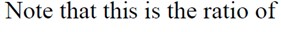 Note that this is the ratio of